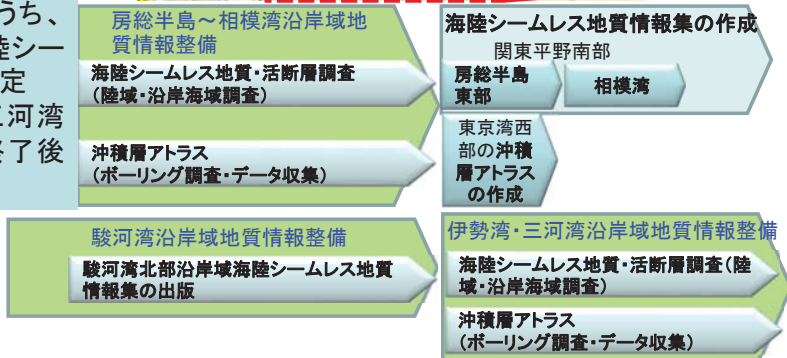 うち、
陸シー
定
三河湾
終了後
房総半島～相模湾沿岸域地
質情報整備
海陸シームレス地質・活断層調査
（陸域・沿岸海域調査）
沖積層アトラス
（ボーリング調査・データ収集）
海陸シームレス地質情報集の作成
関東平野南部
房総半島
東部
相模湾
東京湾西
部の沖積
層アトラス
の作成
駿河湾沿岸域地質情報整備
駿河湾北部沿岸域海陸シームレス地質
情報集の出版
伊勢湾・三河湾沿岸域地質情報整備
海陸シームレス地質・活断層調査（陸
域・沿岸海域調査）
沖積層アトラス
（ボーリング調査・データ収集）